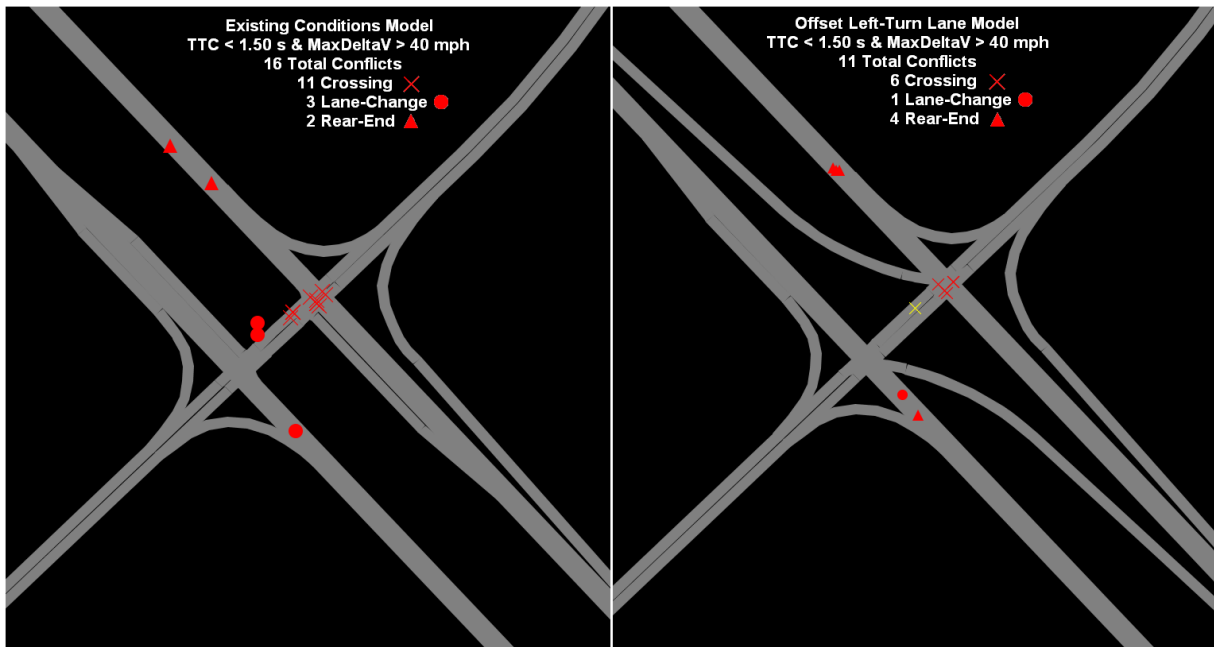 Existing Conditions Model
TTC < 1.50 s & MaxDeltaV > 40 mph
16 Total Conflicts
11 Crossing
3 Lane-Change
2 Rear-End
Offset Left-Turn Lane Model
TTC < 1.50 s & MaxDeltaV > 40 mph
11 Total Conflicts
6 Crossing
1 Lane-Change
4 Rear-End